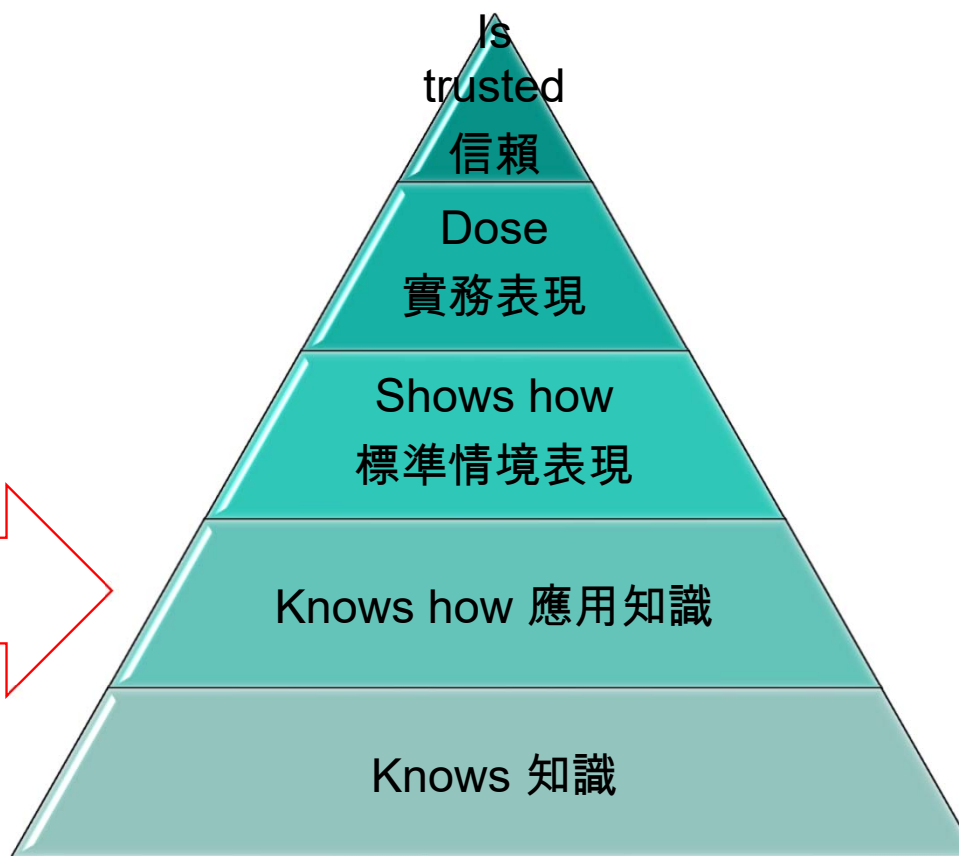 Is
trusted
信賴
Dose
實務表現
Shows how
標準情境表現
Knows how 應用知識
Knows 知識